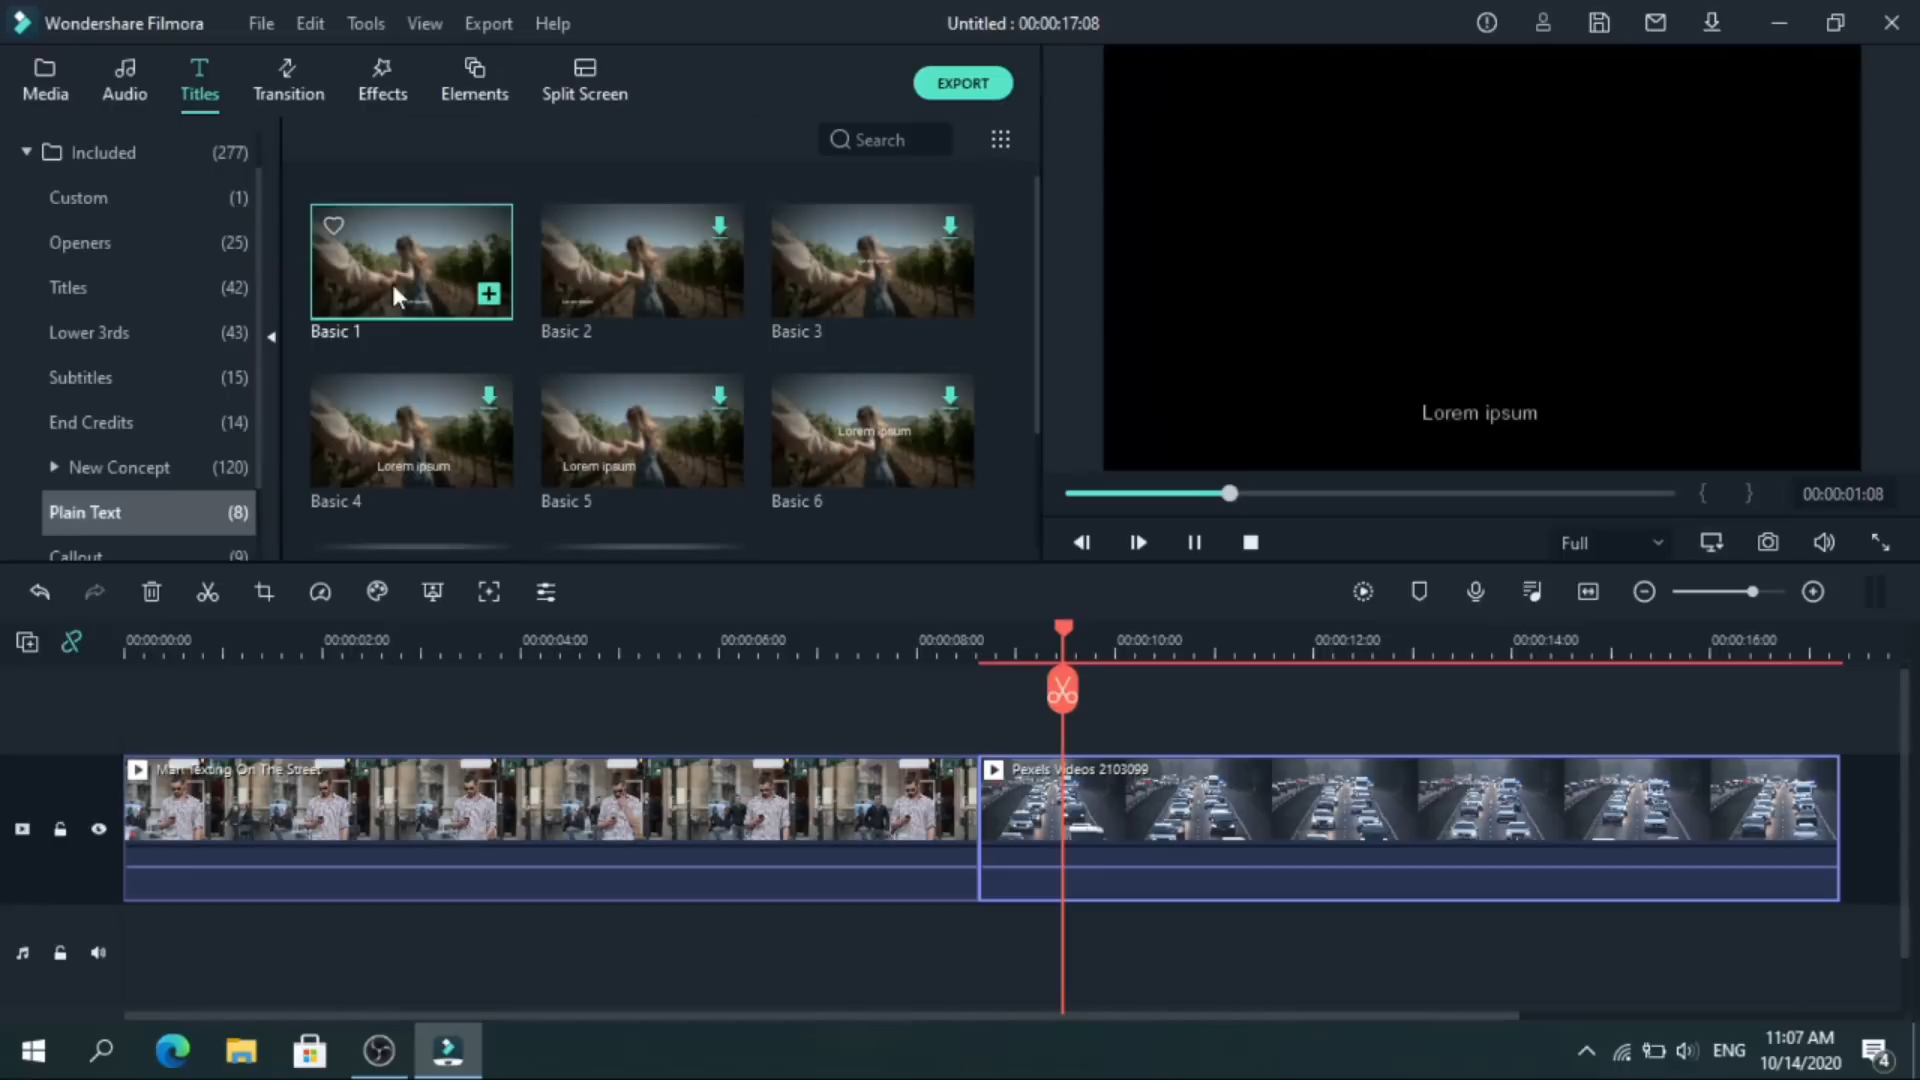 Wondershare Filmora
File
Edit
Tools
View
Export
Help
Untitled : 00:00:17:08
Media
Audio
Titles
Transition
Effects
Elements
Split Screen
EXPORT
Included (277)
Search
Custom (1)
Openers (25)
Titles (42)
Lower 3rds (43)
Subtitles (15)
End Credits (14)
New Concept (120)
Plain Text (8)
Callout (9)
Basic 1
Basic 2
Basic 3
Lorem ipsum
Lorem ipsum
Lorem ipsum
Basic 4
Basic 5
Basic 6
Lorem ipsum
{ }
00:00:01:08
Full
00:00:00:00
00:00:02:00
00:00:04:00
00:00:06:00
00:00:08:00
00:00:10:00
00:00:12:00
00:00:14:00
00:00:16:00
Man Texting On The Street
Pexels Videos 2103099
ENG
11:07 AM
10/14/2020
4